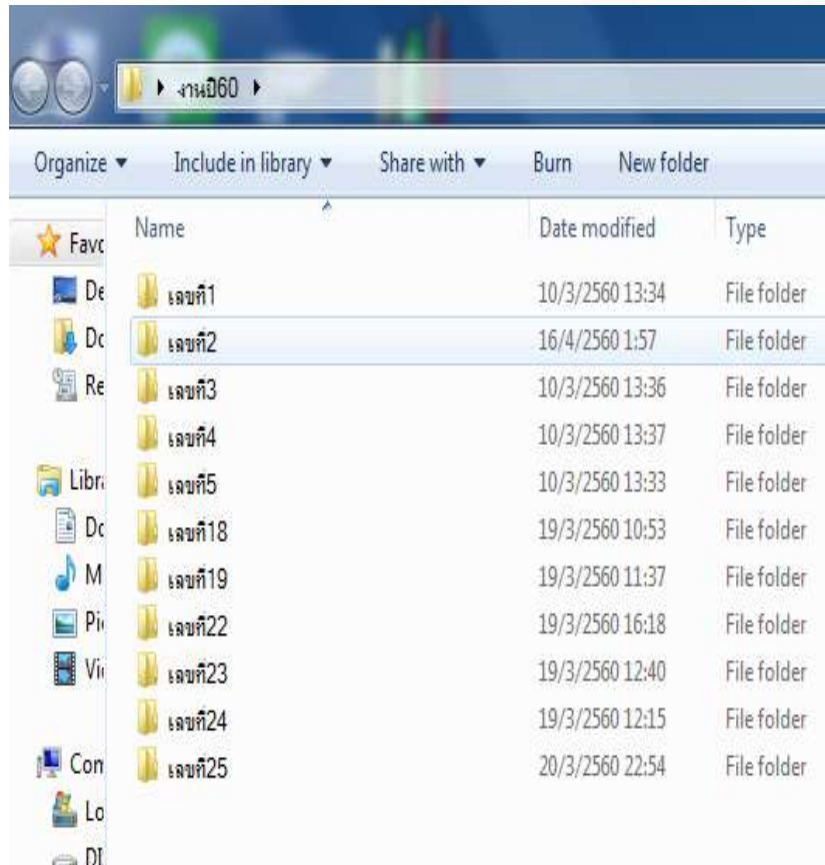 งานปี60
Organize Include in library Share with Burn New folder
Name Date modified Type
เลขที่1 10/3/2560 13:34 File folder
เลขที่2 16/4/2560 1:57 File folder
เลขที่3 10/3/2560 13:36 File folder
เลขที่4 10/3/2560 13:37 File folder
เลขที่5 10/3/2560 13:33 File folder
เลขที่18 19/3/2560 10:53 File folder
เลขที่19 19/3/2560 11:37 File folder
เลขที่22 19/3/2560 16:18 File folder
เลขที่23 19/3/2560 12:40 File folder
เลขที่24 19/3/2560 12:15 File folder
เลขที่25 20/3/2560 22:54 File folder